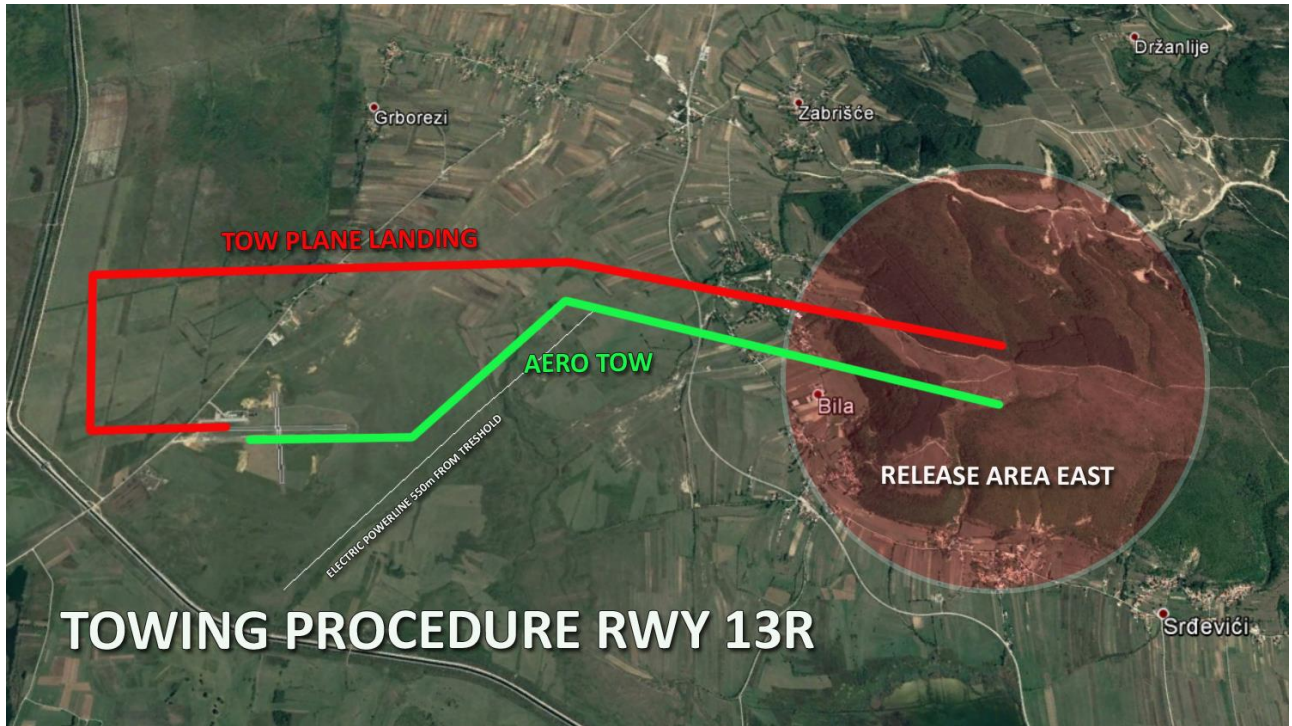 Držanlije
Grborezi
Zabrišće
TOW PLANE LANDING
AERO TOW
Bila
RELEASE AREA EAST
ELECTRIC POWERLINE 550m FROM TRESHOLD
TOWING PROCEDURE RWY 13R
Srđevići